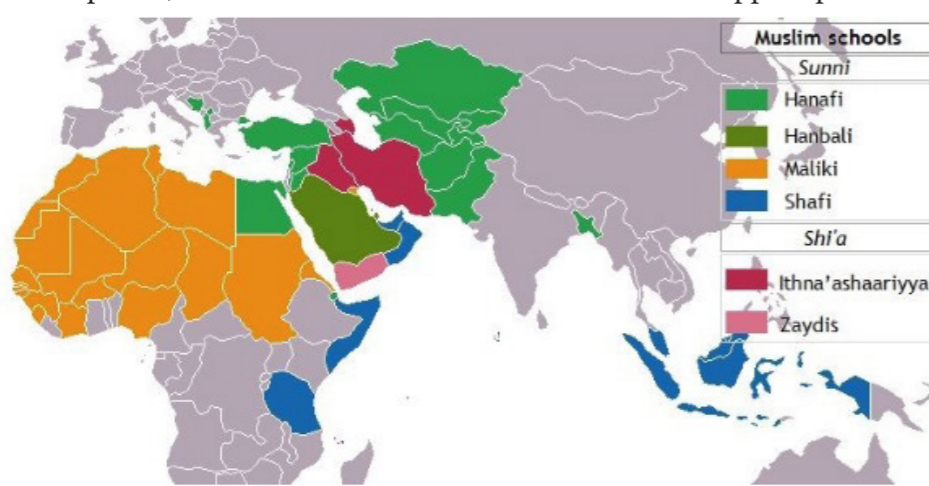 Muslim schools
Sunni
Hanafi
Hanbali
Maliki
Shafi
Shi'a
Ithna'ashaariyya
Zaydis